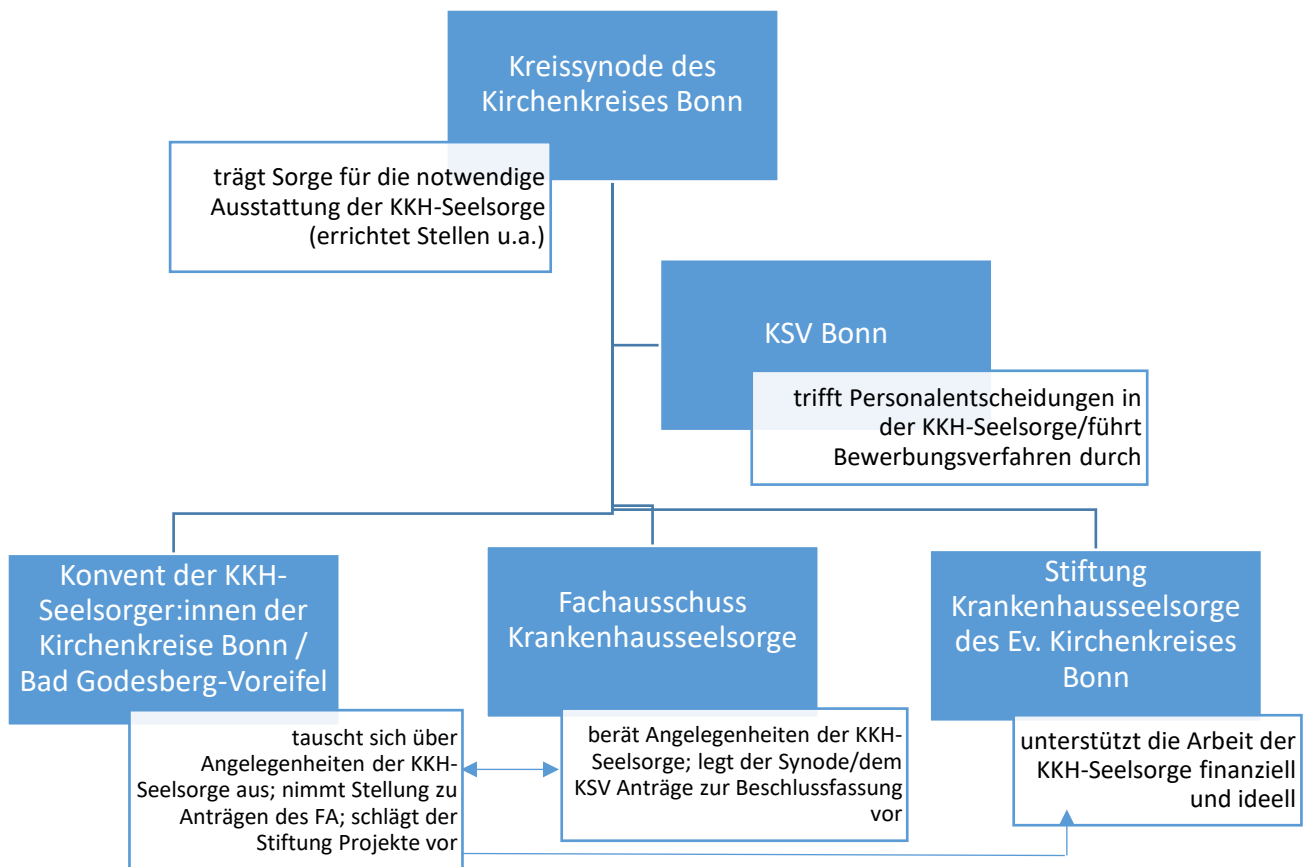 Kreissynode des
Kirchenkreises Bonn
trägt Sorge für die notwendige
Ausstattung der KKH-Seelsorge
(errichtet Stellen u.a.)
KSV Bonn
trifft Personalentscheidungen in
der KKH-Seelsorge/führt
Bewerbungsverfahren durch
Konvent der KKH-
Seelsorger:innen der
Kirchenkreise Bonn /
Bad Godesberg-Voreifel
tauscht sich über
Angelegenheiten der KKH-
Seelsorge aus; nimmt Stellung zu
Anträgen des FA; schlägt der
Stiftung Projekte vor
Fachausschuss
Krankenhausseelsorge
berät Angelegenheiten der KKH-
Seelsorge; legt der Synode/dem
KSV Anträge zur Beschlussfassung
vor
Stiftung
Krankenhausseelsorge
des Ev. Kirchenkreises
Bonn
unterstützt die Arbeit der
KKH-Seelsorge finanziell
und ideell